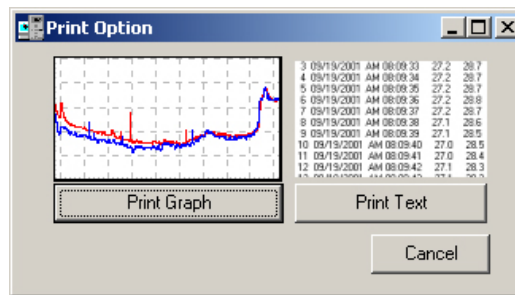 Print Option
3 09/19/2001 AM 08:09:33 27.2 28.7
4 09/19/2001 AM 08:09:34 27.2 28.7
5 09/19/2001 AM 08:09:35 27.2 28.7
6 09/19/2001 AM 08:09:36 27.2 28.8
7 09/19/2001 AM 08:09:37 27.2 28.7
8 09/19/2001 AM 08:09:38 27.1 28.6
9 09/19/2001 AM 08:09:39 27.1 28.5
10 09/19/2001 AM 08:09:40 27.0 28.5
11 09/19/2001 AM 08:09:41 27.0 28.4
12 09/19/2001 AM 08:09:42 27.1 28.3
Print Graph
Print Text
Cancel